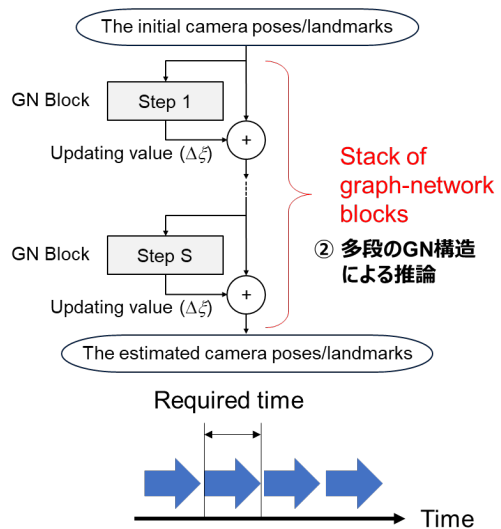 The initial camera poses/landmarks
GN Block
Step 1
+
Updating value (Δξ)
Stack of
graph-network
blocks
② 多段のGN構造
による推論
GN Block
Step S
+
Updating value (Δξ)
The estimated camera poses/landmarks
Required time
Time